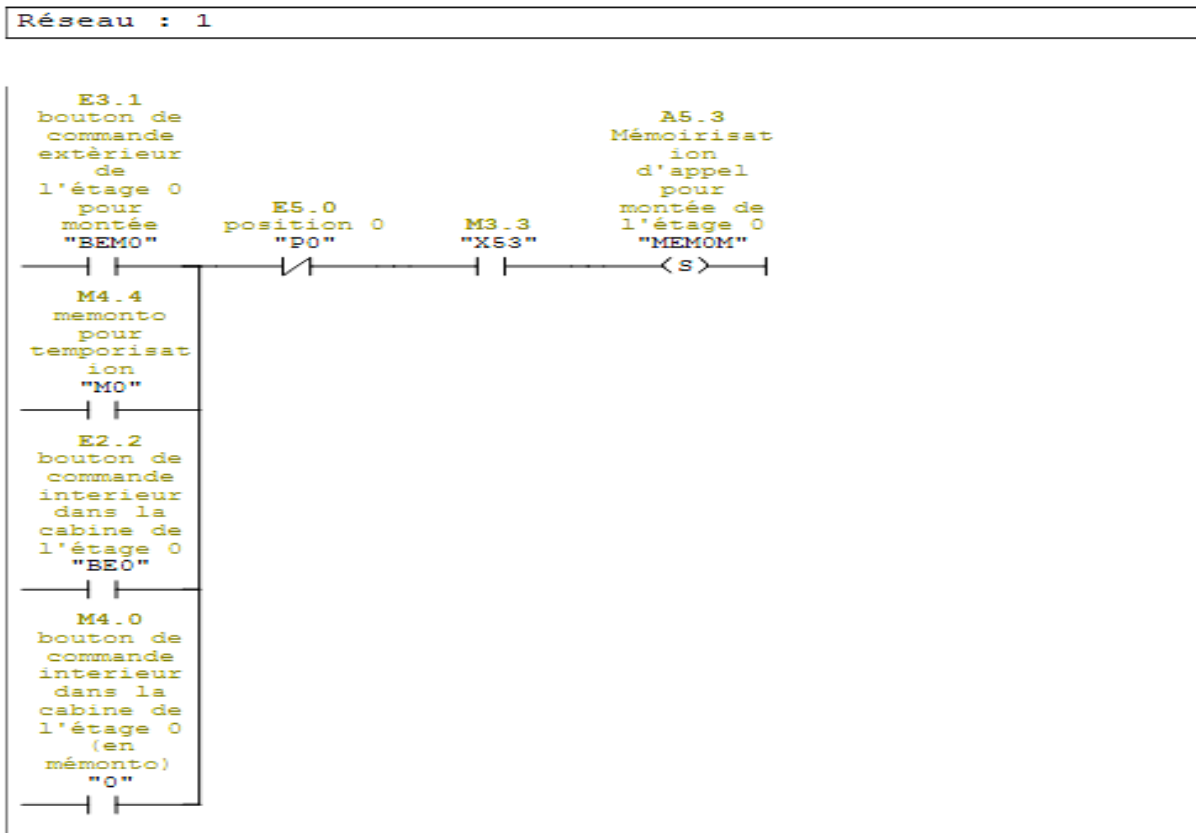 Réseau : 1
E3.1
bouton de
commande
extèrieur
de
l'étage 0
pour
montée
"BEM0"
E5.0
position 0
"P0"
M3.3
"X53"
A5.3
Mémoirisat
ion
d'appel
pour
montée de
l'étage 0
"MEM0M"
S
M4.4
memonto
pour
temporisat
ion
"M0"
E2.2
bouton de
commande
interieur
dans la
cabine de
l'étage 0
"BE0"
M4.0
bouton de
commande
interieur
dans la
cabine de
l'étage 0
(en
mémonto)
"0"